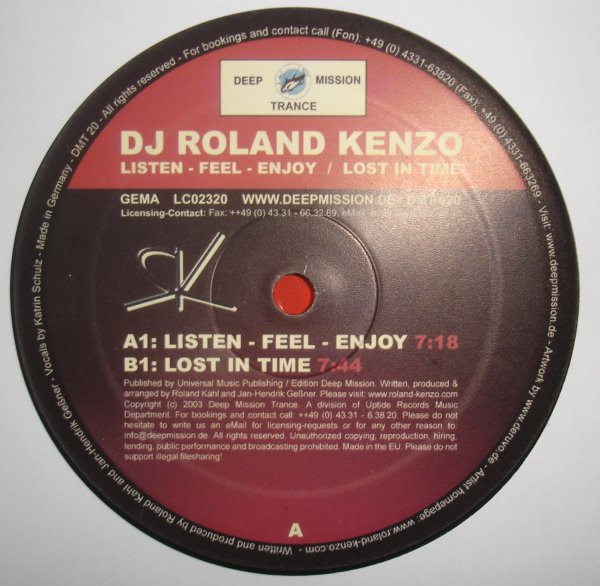 DEEP MISSION
TRANCE
DJ ROLAND KENZO
LISTEN - FEEL - ENJOY / LOST IN TIME
GEMA LC02320 WWW.DEEPMISSION.DE - DMT 020
Licensing-Contact: Fax: ++49 (0) 43.31 - 66.32.69, eMail:
A1: LISTEN - FEEL - ENJOY 7:18
B1: LOST IN TIME 7:44
Published by Universal Music Publishing / Edition Deep Mission. Written, produced &
arranged by Roland Kahl and Jan-Hendrik Geßner. Please visit: www.roland-kenzo.com
Copyright (c) 2003 Deep Mission Trance. A division of Uptide Records Music
Department. For bookings and contact call: ++49 (0) 43.31 - 6.38.20. Please do not
hesitate to write us an eMail for licensing-requests or for any other reason to:
info@deepmission.de. All rights reserved. Unauthorized copying, reproduction, hiring,
lending, public performance and broadcasting prohibited. Made in the EU. Please do not
support illegal filesharing!
A
- Written and produced by Roland Kahl and Jan-Hendrik Geßner - Vocals by Katrin Schulz - Made in Germany - DMT 20 - All rights reserved - For bookings and contact call (Fon): +49 (0) 4331-63820 (Fax): +49 (0) 4331-663269 - Visit: www.deepmission.de - Artwork by www.deruvo.de - Artist homepage: www.roland-kenzo.com